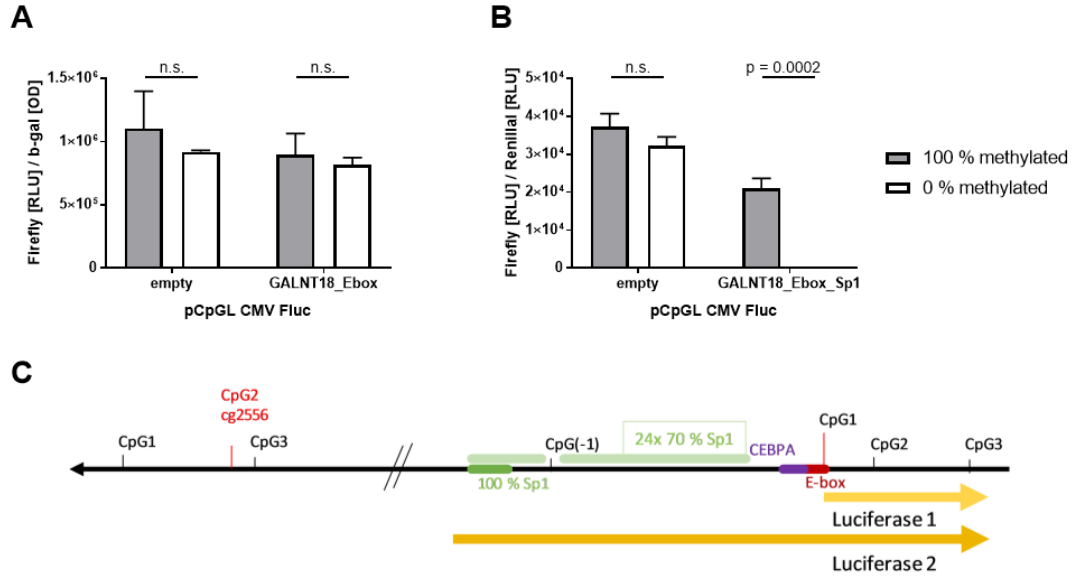 A
n.s.
n.s.
Firefly [RLU] / b-gal [OD]
1.5×10⁶
1×10⁶
5×10⁵
0
empty
GALNT18_Ebox
pCpGL CMV Fluc
B
n.s.
p = 0.0002
Firefly [RLU] / Renillal [RLU]
5×10⁴
4×10⁴
3×10⁴
2×10⁴
1×10⁴
0
empty
GALNT18_Ebox_Sp1
pCpGL CMV Fluc
100 % methylated
0 % methylated
C
CpG1
CpG2
cg2556
CpG3
100 % Sp1
CpG(-1)
24x 70 % Sp1
CEBPA
E-box
CpG1
CpG2
CpG3
Luciferase 1
Luciferase 2